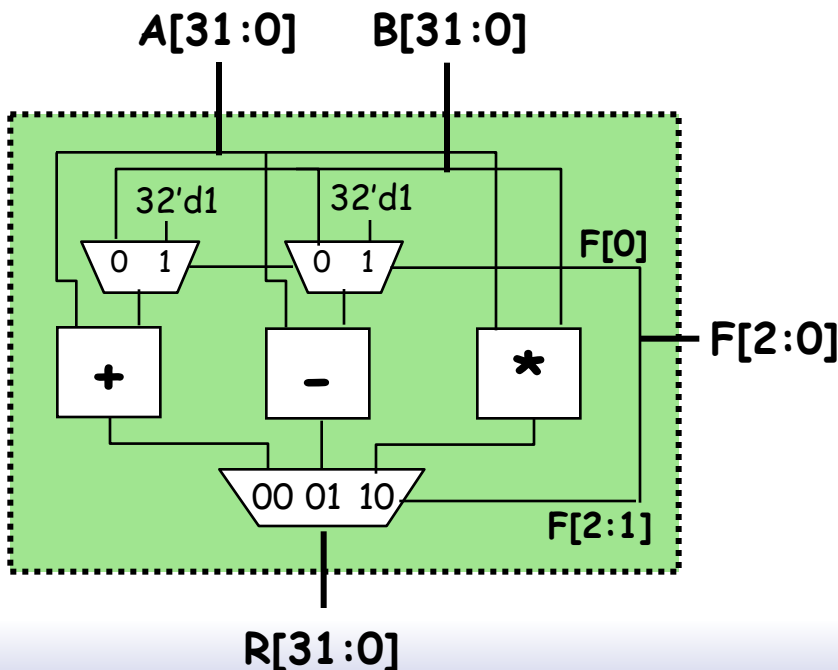 A[31:0] B[31:0]
32'd1 32'd1
0 1 0 1 F[0]
F[2:0]
+ - *
00 01 10
F[2:1]
R[31:0]